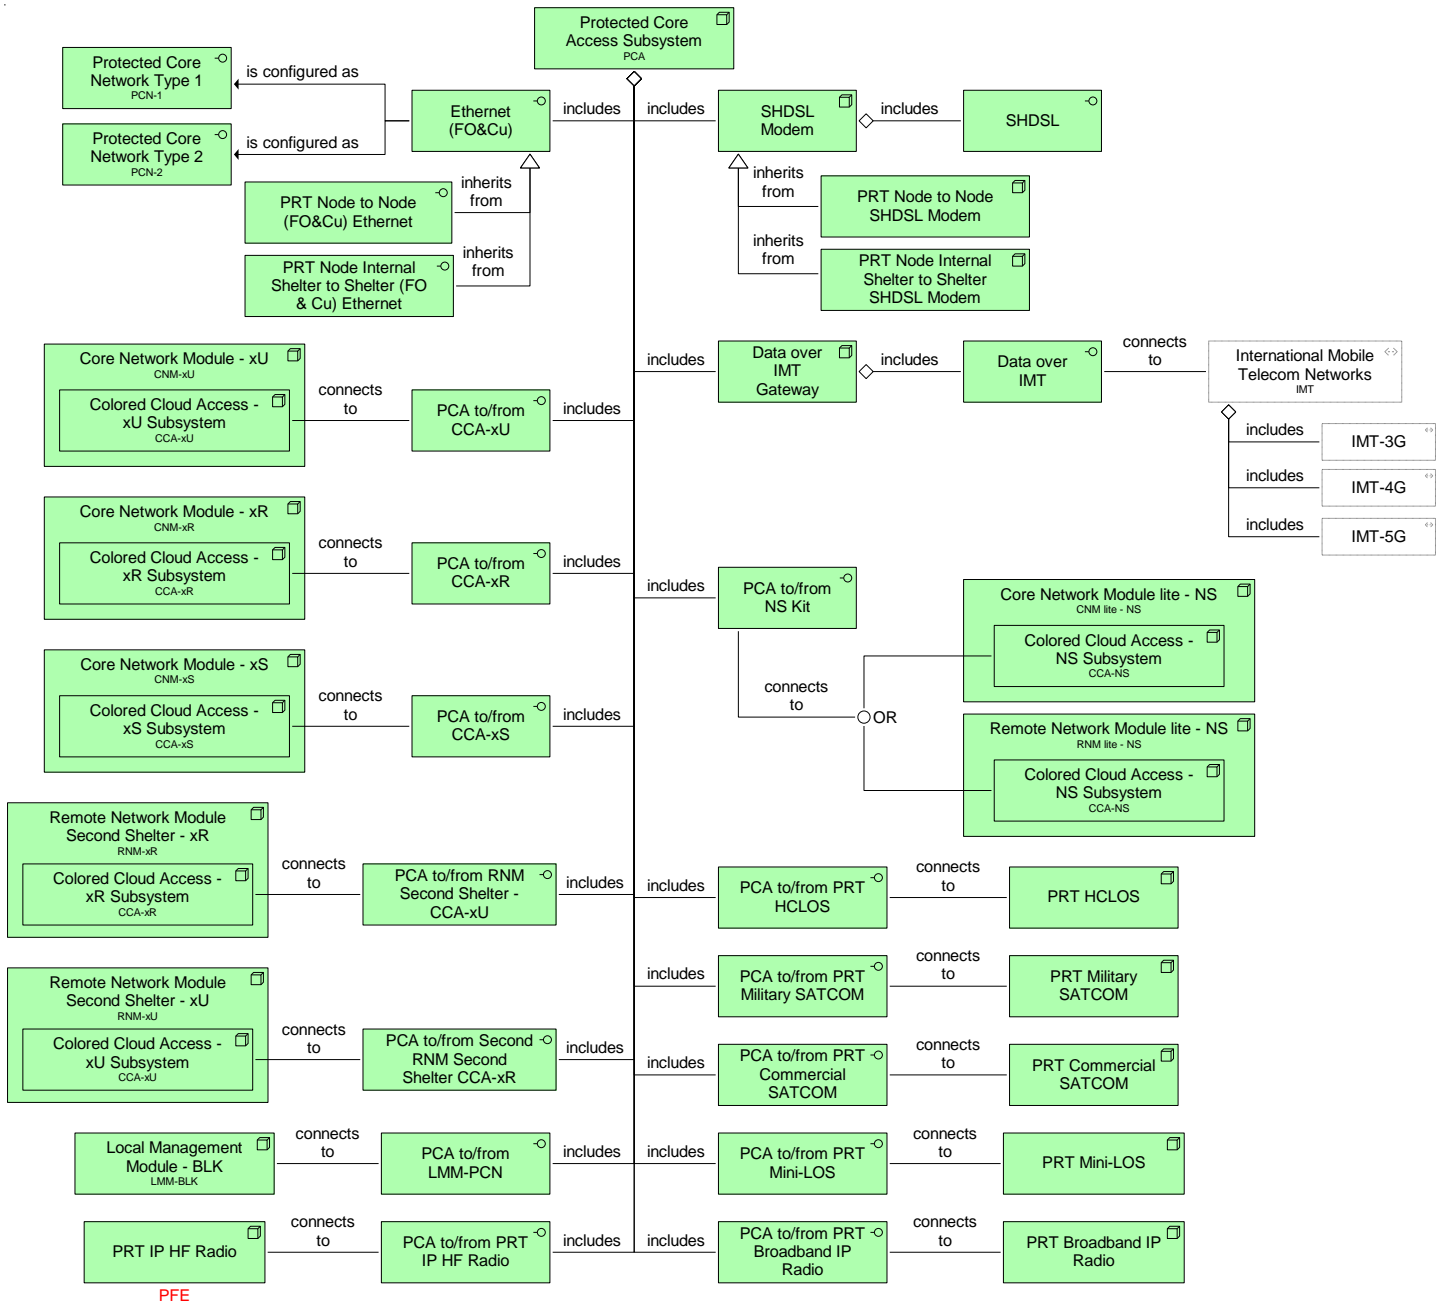 Protected Core
Access Subsystem
PCA
Protected Core
Network Type 1
PCN-1
is configured as
Protected Core
Network Type 2
PCN-2
is configured as
Ethernet
(FO&Cu)
includes
includes
SHDSL
Modem
includes
SHDSL
PRT Node to Node
(FO&Cu) Ethernet
inherits
from
PRT Node Internal
Shelter to Shelter (FO
& Cu) Ethernet
inherits
from
inherits
from
PRT Node to Node
SHDSL Modem
inherits
from
PRT Node Internal
Shelter to Shelter
SHDSL Modem
Core Network Module - xU
CNM-xU
Colored Cloud Access -
xU Subsystem
CCA-xU
connects
to
PCA to/from
CCA-xU
includes
includes
Data over
IMT
Gateway
includes
Data over
IMT
connects
to
International Mobile
Telecom Networks
IMT
includes
IMT-3G
includes
IMT-4G
includes
IMT-5G
Core Network Module - xR
CNM-xR
Colored Cloud Access -
xR Subsystem
CCA-xR
connects
to
PCA to/from
CCA-xR
includes
includes
PCA to/from
NS Kit
connects
to
OR
Core Network Module lite - NS
CNM lite - NS
Colored Cloud Access -
NS Subsystem
CCA-NS
Remote Network Module lite - NS
RNM lite - NS
Colored Cloud Access -
NS Subsystem
CCA-NS
Core Network Module - xS
CNM-xS
Colored Cloud Access -
xS Subsystem
CCA-xS
connects
to
PCA to/from
CCA-xS
includes
Remote Network Module
Second Shelter - xR
RNM-xR
Colored Cloud Access -
xR Subsystem
CCA-xR
connects
to
PCA to/from RNM
Second Shelter -
CCA-xU
includes
includes
PCA to/from PRT
HCLOS
connects
to
PRT HCLOS
includes
PCA to/from PRT
Military SATCOM
connects
to
PRT Military
SATCOM
Remote Network Module
Second Shelter - xU
RNM-xU
Colored Cloud Access -
xU Subsystem
CCA-xU
connects
to
PCA to/from Second
RNM Second
Shelter CCA-xR
includes
includes
PCA to/from PRT
Commercial
SATCOM
connects
to
PRT Commercial
SATCOM
Local Management
Module - BLK
LMM-BLK
connects
to
PCA to/from
LMM-PCN
includes
includes
PCA to/from PRT
Mini-LOS
connects
to
PRT Mini-LOS
PRT IP HF Radio
connects
to
PCA to/from PRT
IP HF Radio
includes
includes
PCA to/from PRT
Broadband IP
Radio
connects
to
PRT Broadband IP
Radio
PFE